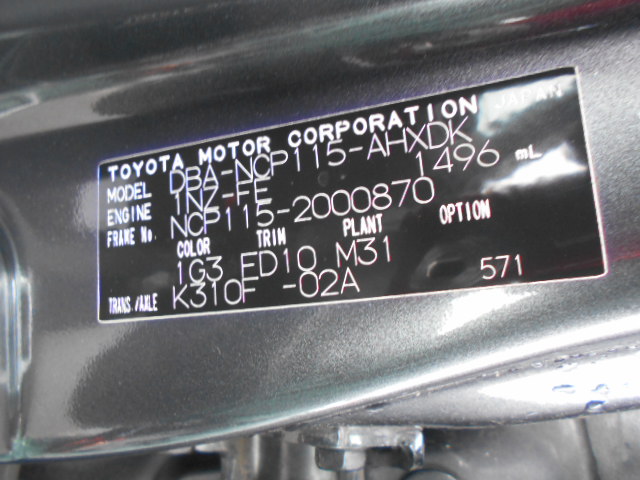 TOYOTA MOTOR CORPORATION JAPAN
MODEL DBA-NCP115-AHXDK
ENGINE 1NZ-FE 1496 mL
FRAME No. NCP115-2000870
COLOR TRIM PLANT OPTION
1G3 FD10 M31
TRANS./AXLE K310F -02A 571